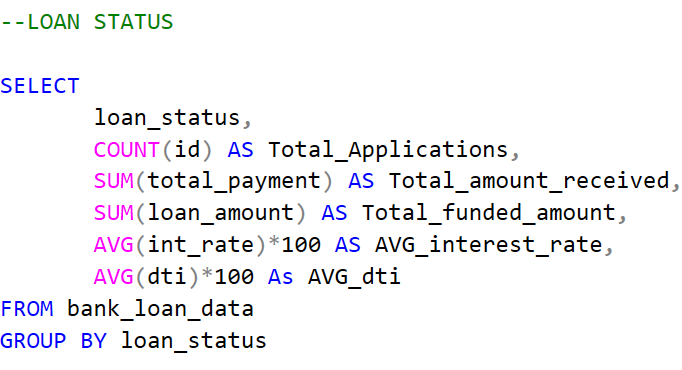 --LOAN STATUS
SELECT
loan_status,
COUNT(id) AS Total_Applications,
SUM(total_payment) AS Total_amount_received,
SUM(loan_amount) AS Total_funded_amount,
AVG(int_rate)*100 AS AVG_interest_rate,
AVG(dti)*100 As AVG_dti
FROM bank_loan_data
GROUP BY loan_status